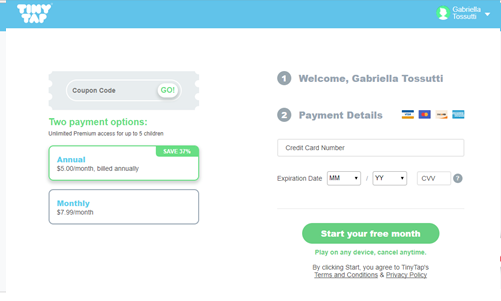 TINY
TAP
Gabriella
Tossutti
Coupon Code
GO!
Two payment options:
Unlimited Premium access for up to 5 children
SAVE 37%
Annual
$5.00/month, billed annually
Monthly
$7.99/month
1 Welcome, Gabriella Tossutti
2 Payment Details
Credit Card Number
Expiration Date MM / YY CVV ?
Start your free month
Play on any device, cancel anytime.
By clicking Start, you agree to TinyTap's
Terms and Conditions & Privacy Policy